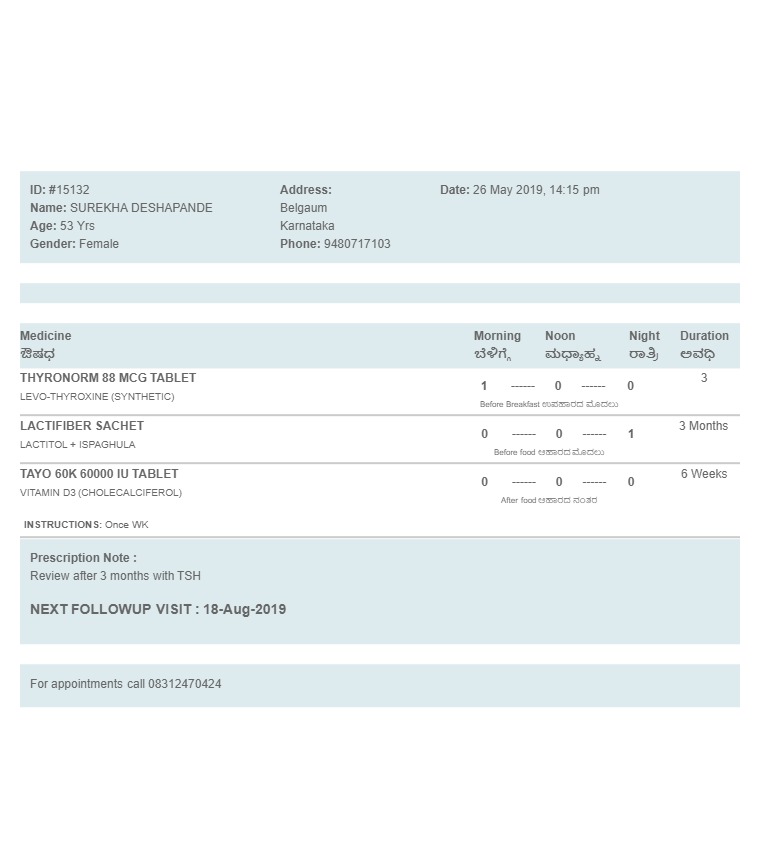 ID: #15132
Name: SUREKHA DESHAPANDE
Age: 53 Yrs
Gender: Female
Address:
Belgaum
Karnataka
Phone: 9480717103
Date: 26 May 2019, 14:15 pm
Medicine Morning Noon Night Duration
ಔಷಧ ಬೆಳಿಗ್ಗೆ ಮಧ್ಯಾಹ್ನ ರಾತ್ರಿ ಅವಧಿ
THYRONORM 88 MCG TABLET 1 ------ 0 ------ 0 3
LEVO-THYROXINE (SYNTHETIC) Before Breakfast ಉಪಹಾರದ ಮೊದಲು
LACTIFIBER SACHET 0 ------ 0 ------ 1 3 Months
LACTITOL + ISPAGHULA Before food ಆಹಾರದ ಮೊದಲು
TAYO 60K 60000 IU TABLET 0 ------ 0 ------ 0 6 Weeks
VITAMIN D3 (CHOLECALCIFEROL) After food ಆಹಾರದ ನಂತರ
INSTRUCTIONS: Once WK
Prescription Note :
Review after 3 months with TSH
NEXT FOLLOWUP VISIT : 18-Aug-2019
For appointments call 08312470424